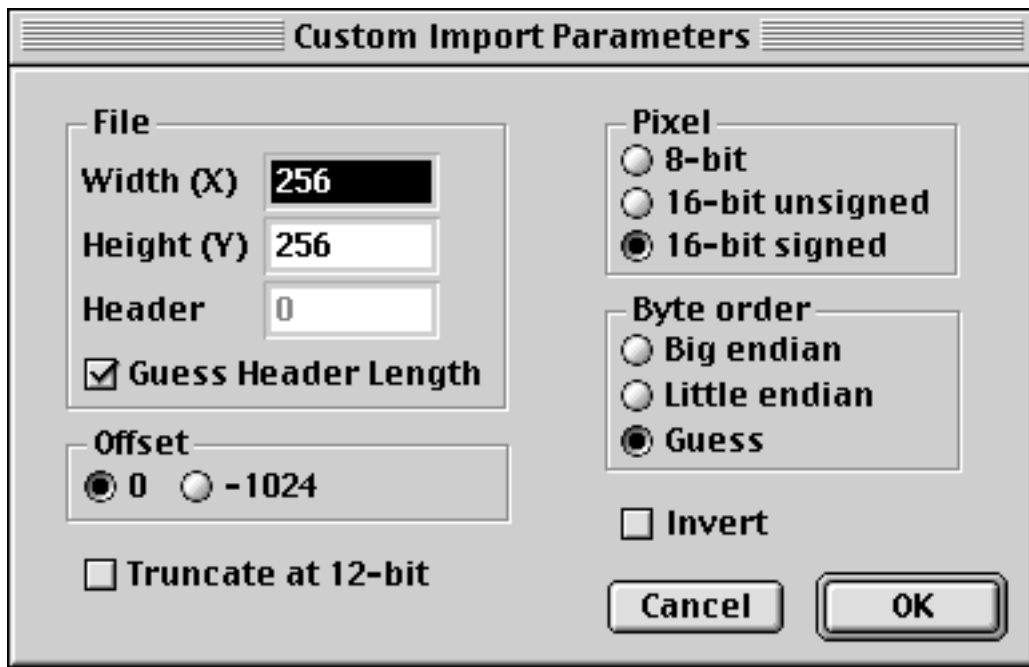 Custom Import Parameters
File
Width (X) 256
Height (Y) 256
Header 0
Guess Header Length
Offset
0 -1024
Truncate at 12-bit
Pixel
8-bit
16-bit unsigned
16-bit signed
Byte order
Big endian
Little endian
Guess
Invert
Cancel OK